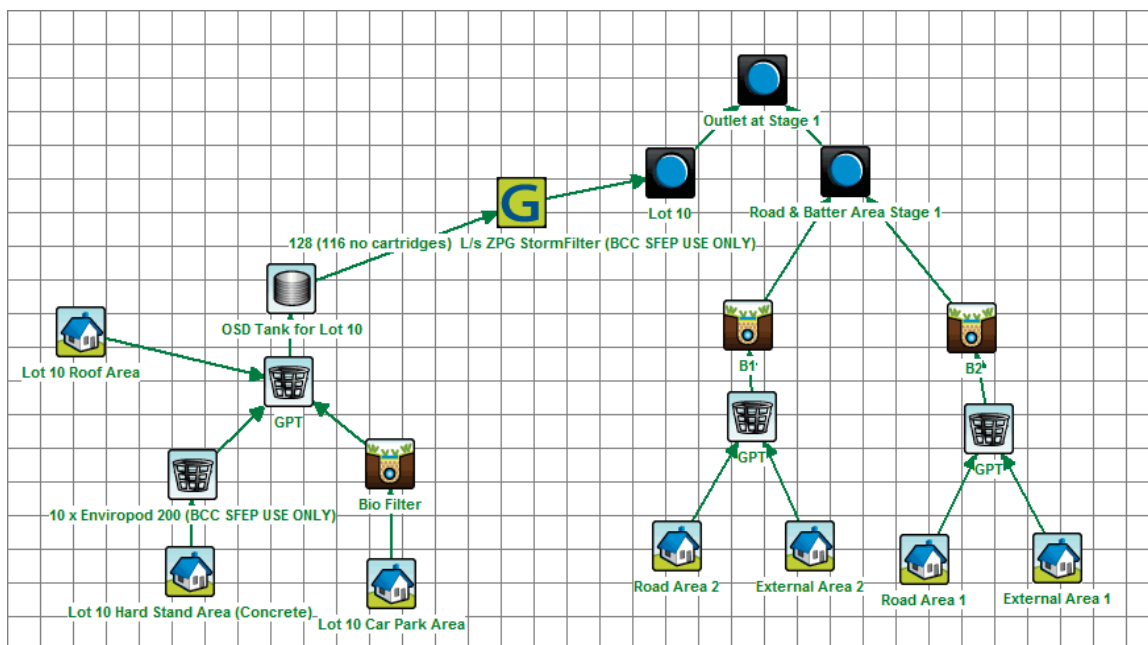 Outlet at Stage 1
Lot 10
Road & Batter Area Stage 1
G
128 (116 no cartridges)  L/s ZPG StormFilter (BCC SFEP USE ONLY)
OSD Tank for Lot 10
Lot 10 Roof Area
B1
B2
GPT
GPT
GPT
10 x Enviropod 200 (BCC SFEP USE ONLY)
Bio Filter
Road Area 2
External Area 2
Road Area 1
External Area 1
Lot 10 Hard Stand Area (Concrete)
Lot 10 Car Park Area